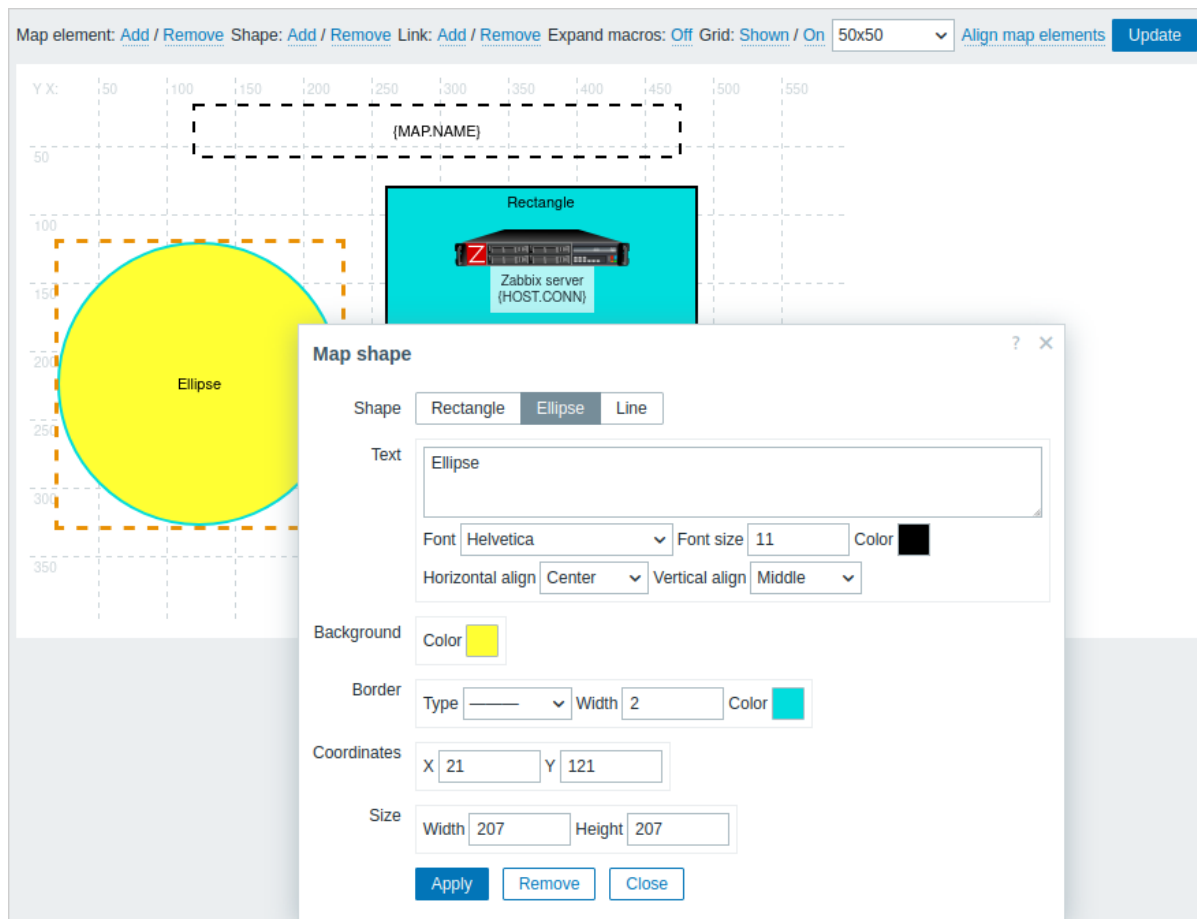 Map element: Add / Remove Shape: Add / Remove Link: Add / Remove Expand macros: Off Grid: Shown / On 50x50 Align map elements Update
Y X: 50 100 150 200 250 300 350 400 450 500 550
{MAP.NAME}
50
Rectangle
100
Z
Zabbix server
150
{HOST.CONN}
Map shape ?
200
Ellipse
Shape Rectangle Ellipse Line
250
Text Ellipse
300
Font Helvetica Font size 11 Color
350
Horizontal align Center Vertical align Middle
Background Color
Border Type Width 2 Color
Coordinates X 21 Y 121
Size Width 207 Height 207
Apply Remove Close